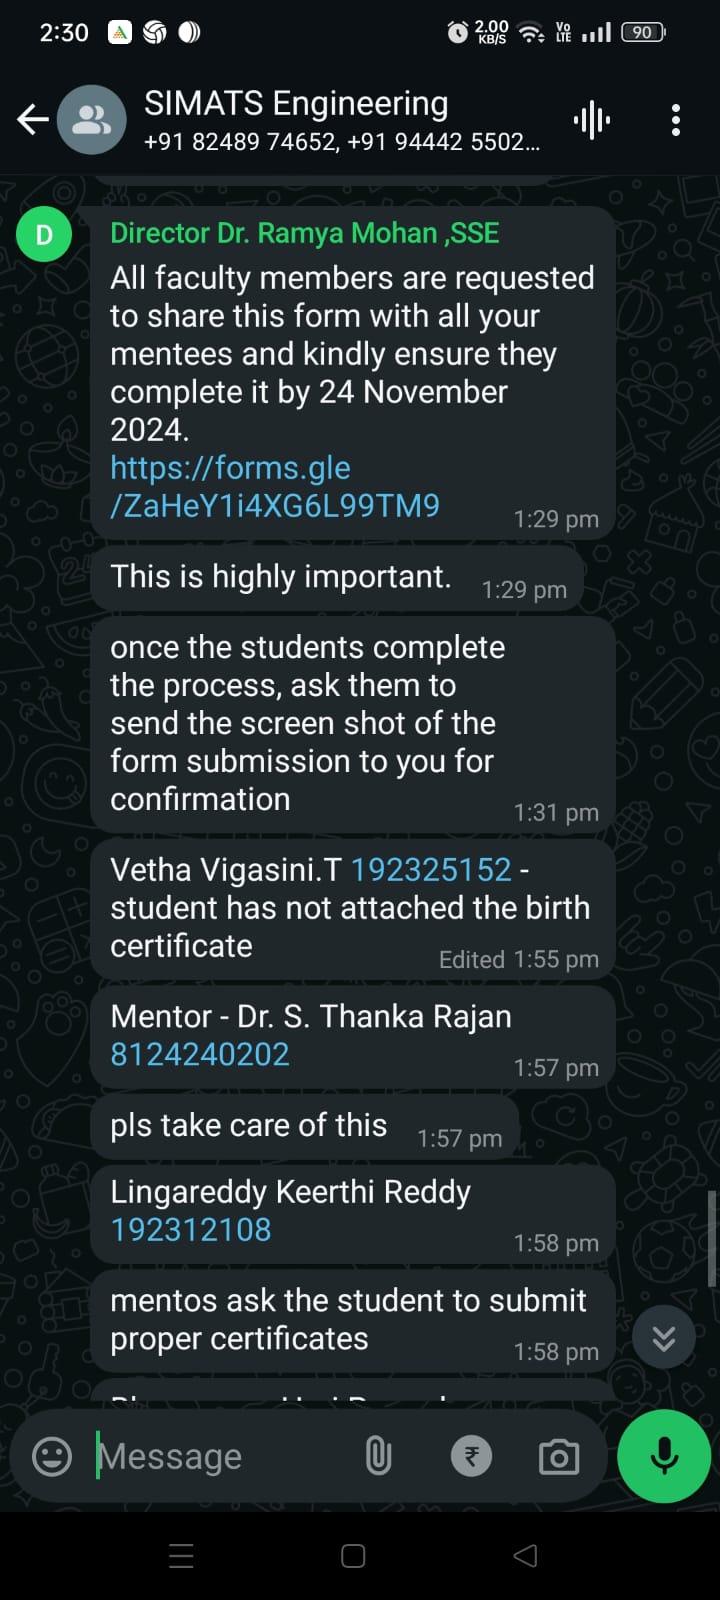 2:30
2.00
KB/S
Vo
LTE
90
SIMATS Engineering
+91 82489 74652, +91 94442 5502...
D
Director Dr. Ramya Mohan ,SSE
All faculty members are requested
to share this form with all your
mentees and kindly ensure they
complete it by 24 November
2024.
https://forms.gle
/ZaHeY1i4XG6L99TM9
1:29 pm
This is highly important.
1:29 pm
once the students complete
the process, ask them to
send the screen shot of the
form submission to you for
confirmation
1:31 pm
Vetha Vigasini.T 192325152 -
student has not attached the birth
certificate
Edited 1:55 pm
Mentor - Dr. S. Thanka Rajan
8124240202
1:57 pm
pls take care of this
1:57 pm
Lingareddy Keerthi Reddy
192312108
1:58 pm
mentos ask the student to submit
proper certificates
1:58 pm
Message